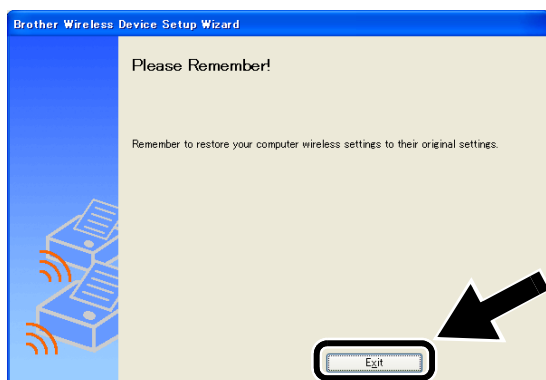 Brother Wireless Device Setup Wizard
Please Remember!
Remember to restore your computer wireless settings to their original settings.
Exit